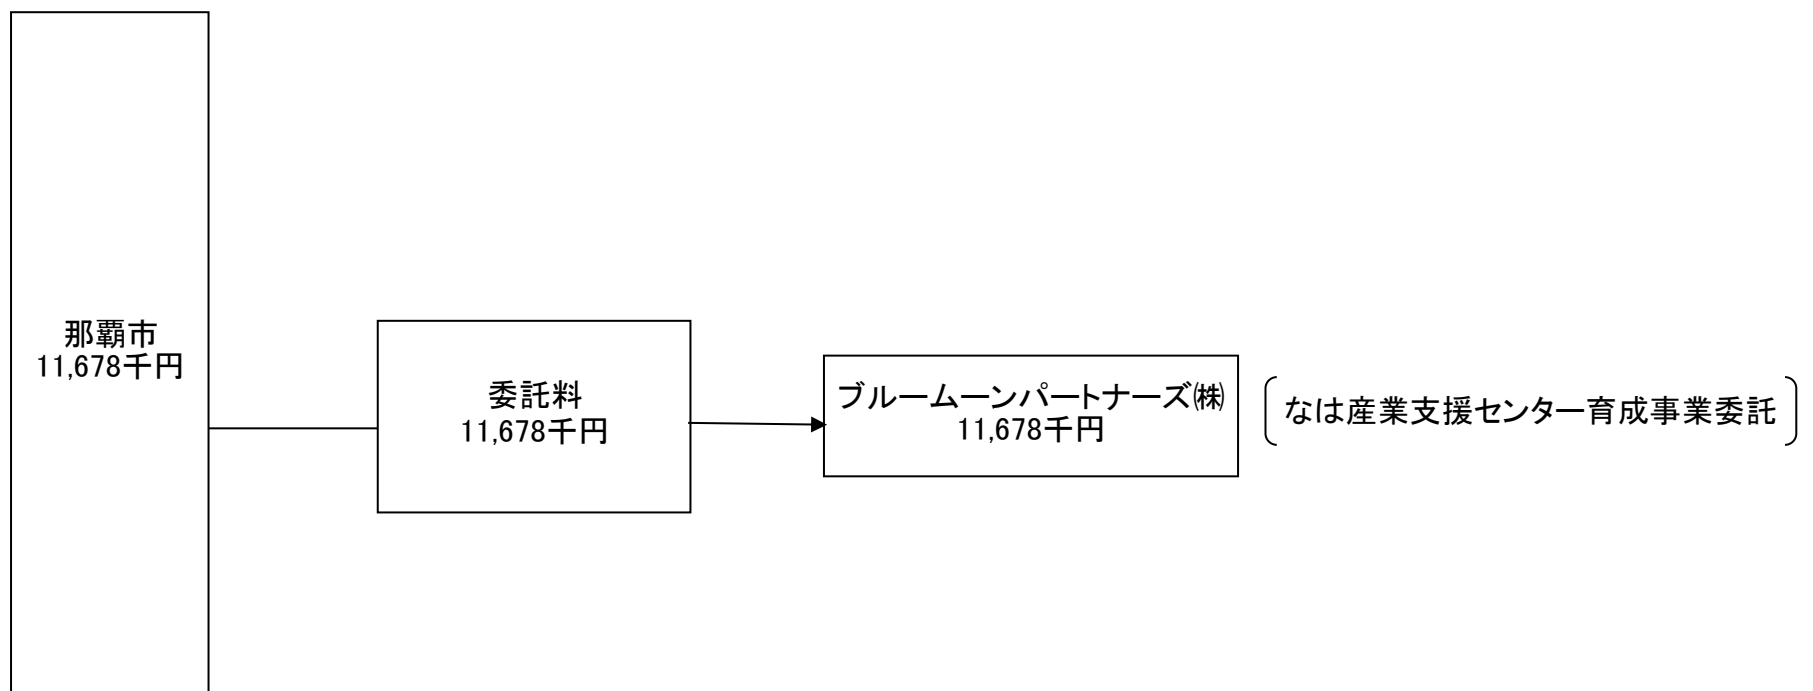 那覇市
11,678千円
委託料
11,678千円
ブルームーンパートナーズ㈱
11,678千円
なは産業支援センター育成事業委託